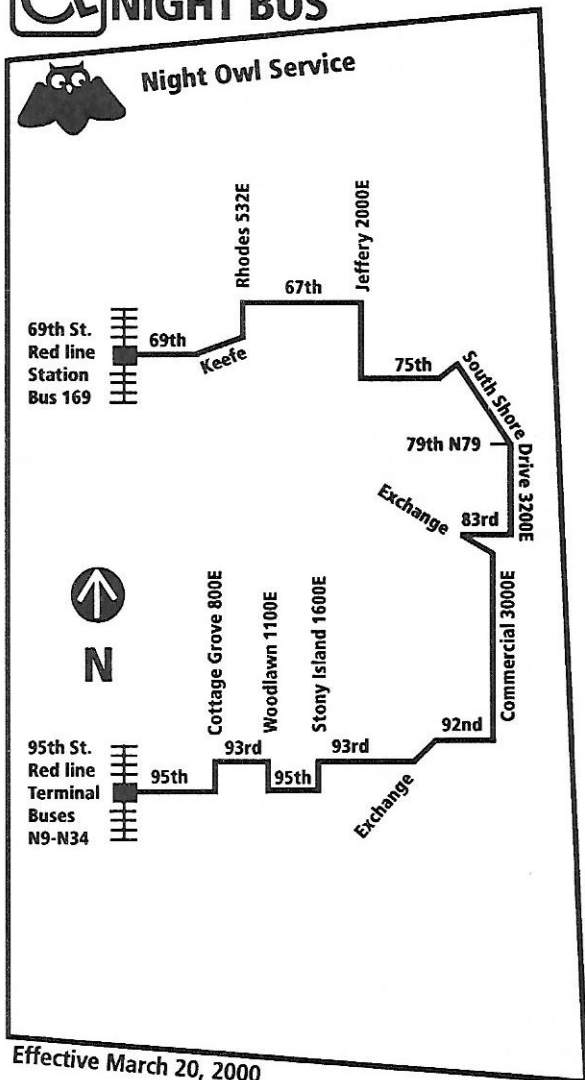 NIGHT BUS
Night Owl Service
Rhodes 532E
Jeffery 2000E
67th
69th St.
Red line
Station
Bus 169
69th
Keefe
75th
South Shore
Drive 3200E
79th N79
Exchange
83rd
N
Cottage Grove 800E
Woodlawn 1100E
Stony Island 1600E
Commercial 3000E
93rd
93rd
92nd
95th St.
Red line
Terminal
Buses
N9-N34
95th
95th
Exchange
Effective March 20, 2000